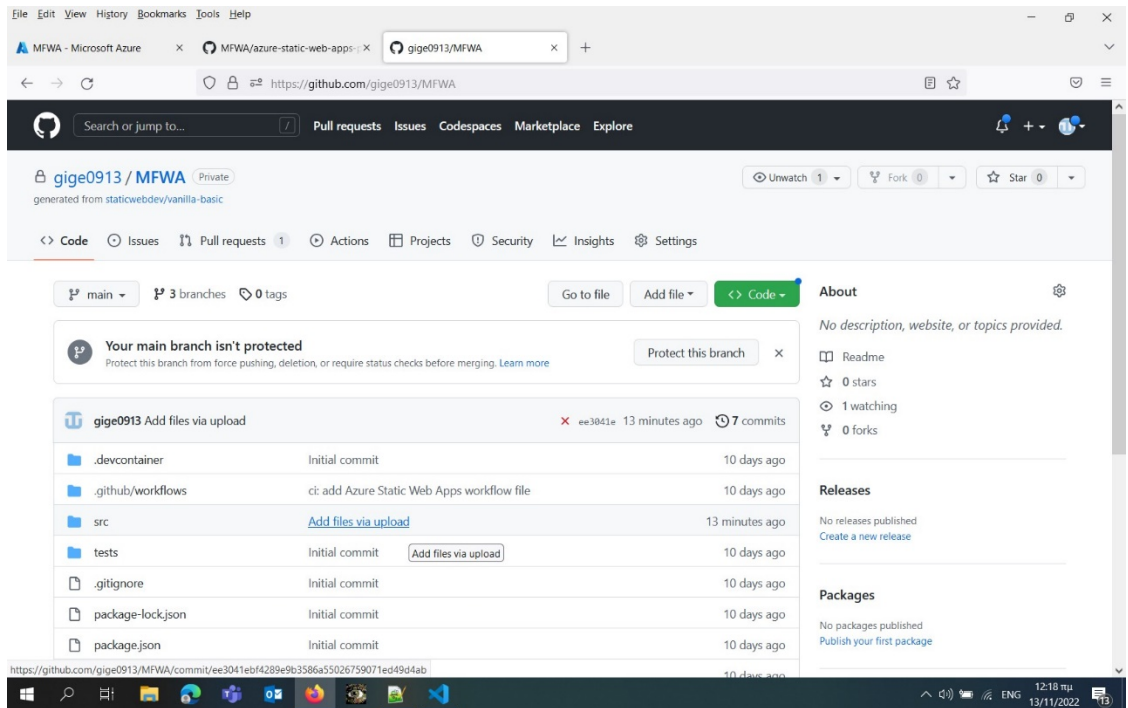 File Edit View History Bookmarks Tools Help
MFWA - Microsoft Azure
MFWA/azure-static-web-apps-
gige0913/MFWA
https://github.com/gige0913/MFWA
Search or jump to... /
Pull requests Issues Codespaces Marketplace Explore
gige0913 / MFWA Private
Unwatch 1
Fork 0
Star 0
generated from staticwebdev/vanilla-basic
Code Issues Pull requests 1 Actions Projects Security Insights Settings
main
3 branches
0 tags
Go to file
Add file
Code
Your main branch isn't protected
Protect this branch from force pushing, deletion, or require status checks before merging. Learn more
Protect this branch
gige0913 Add files via upload
ee3041e 13 minutes ago
7 commits
.devcontainer Initial commit 10 days ago
.github/workflows ci: add Azure Static Web Apps workflow file 10 days ago
src Add files via upload 13 minutes ago
tests Initial commit 10 days ago
Add files via upload
.gitignore Initial commit 10 days ago
package-lock.json Initial commit 10 days ago
package.json Initial commit 10 days ago
10 days ago
About
No description, website, or topics provided.
Readme
0 stars
1 watching
0 forks
Releases
No releases published
Create a new release
Packages
No packages published
Publish your first package
https://github.com/gige0913/MFWA/commit/ee3041ebf4289e9b3586a55026759071ed49d4ab
ENG
12:18 πμ
13/11/2022
13